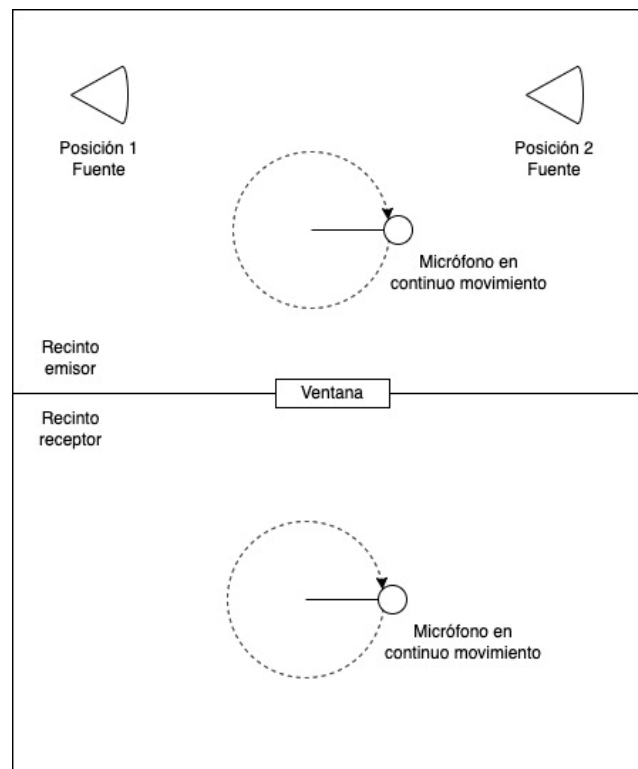 Posición 1
Fuente
Posición 2
Fuente
Micrófono en
continuo movimiento
Recinto
emisor
Ventana
Recinto
receptor
Micrófono en
continuo movimiento